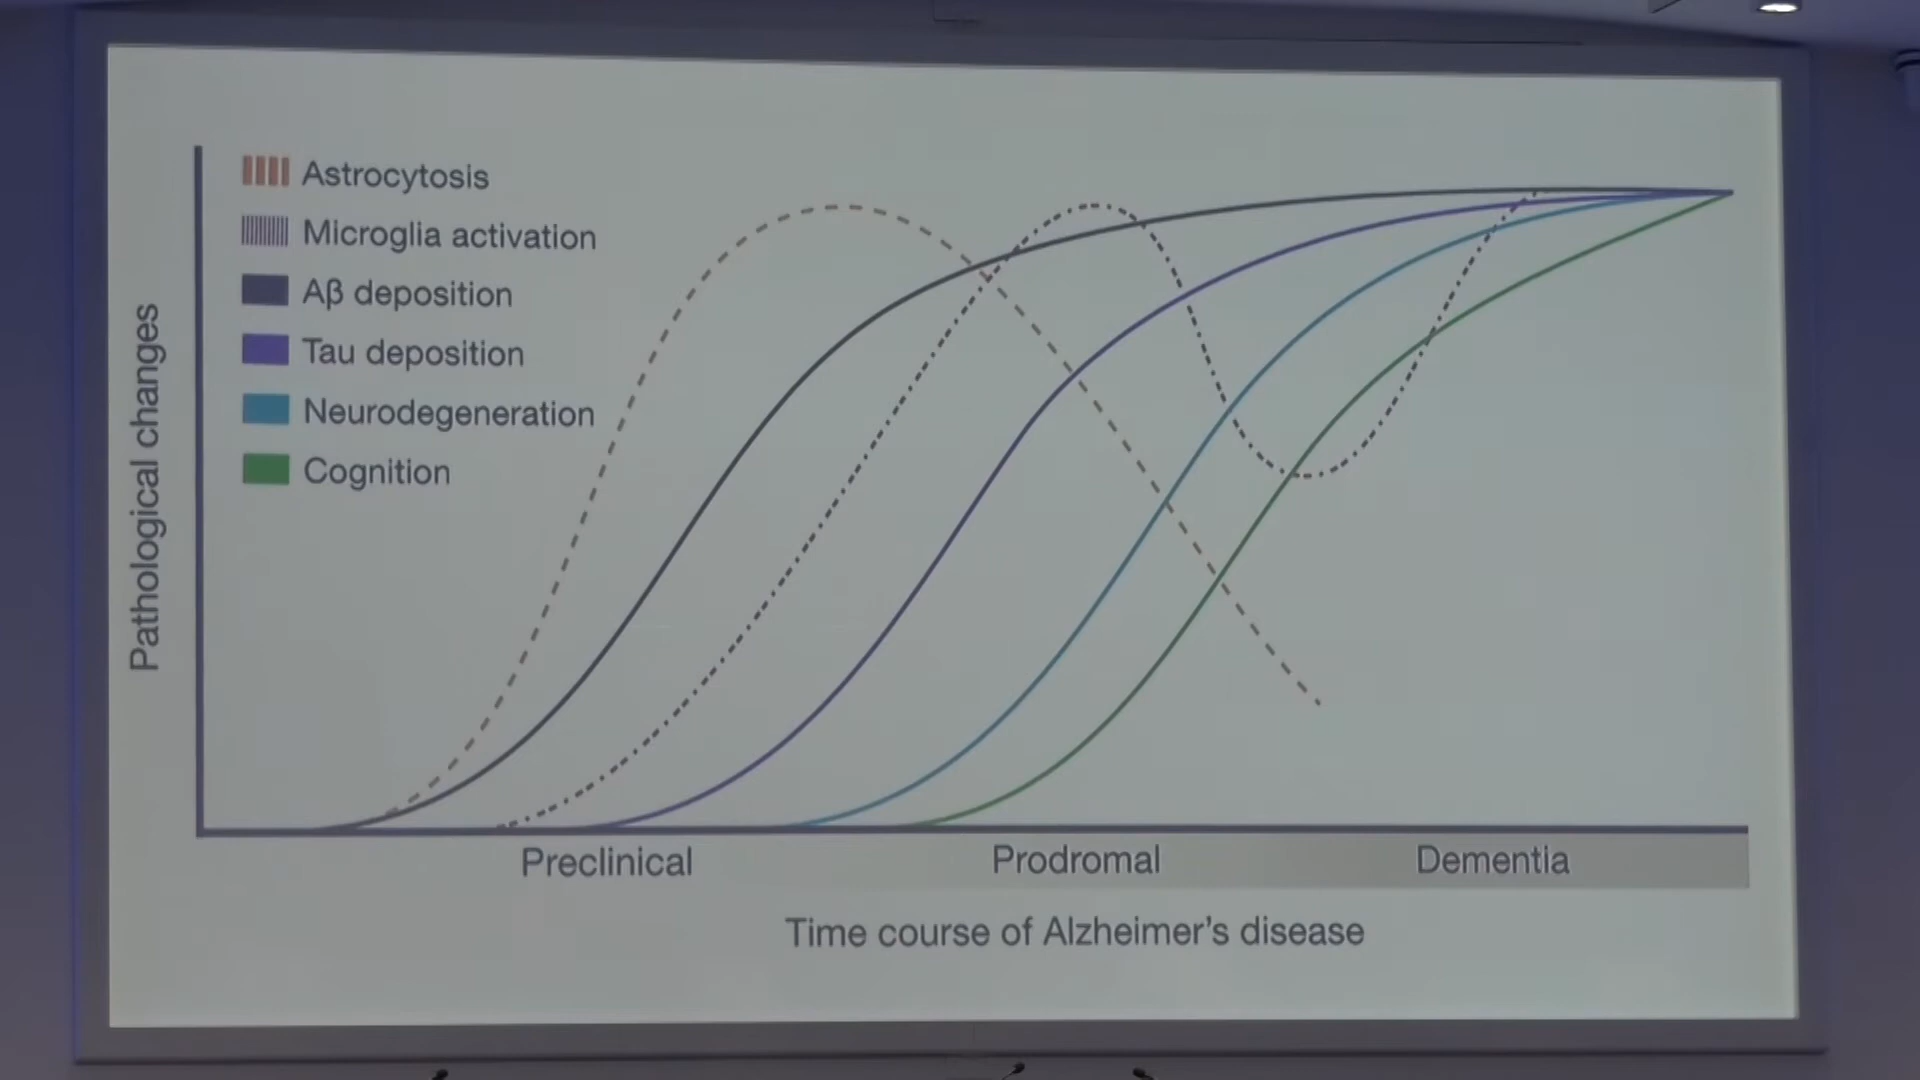 Astrocytosis
Microglia activation
Aβ deposition
Tau deposition
Neurodegeneration
Cognition
Pathological changes
Preclinical
Prodromal
Dementia
Time course of Alzheimer's disease